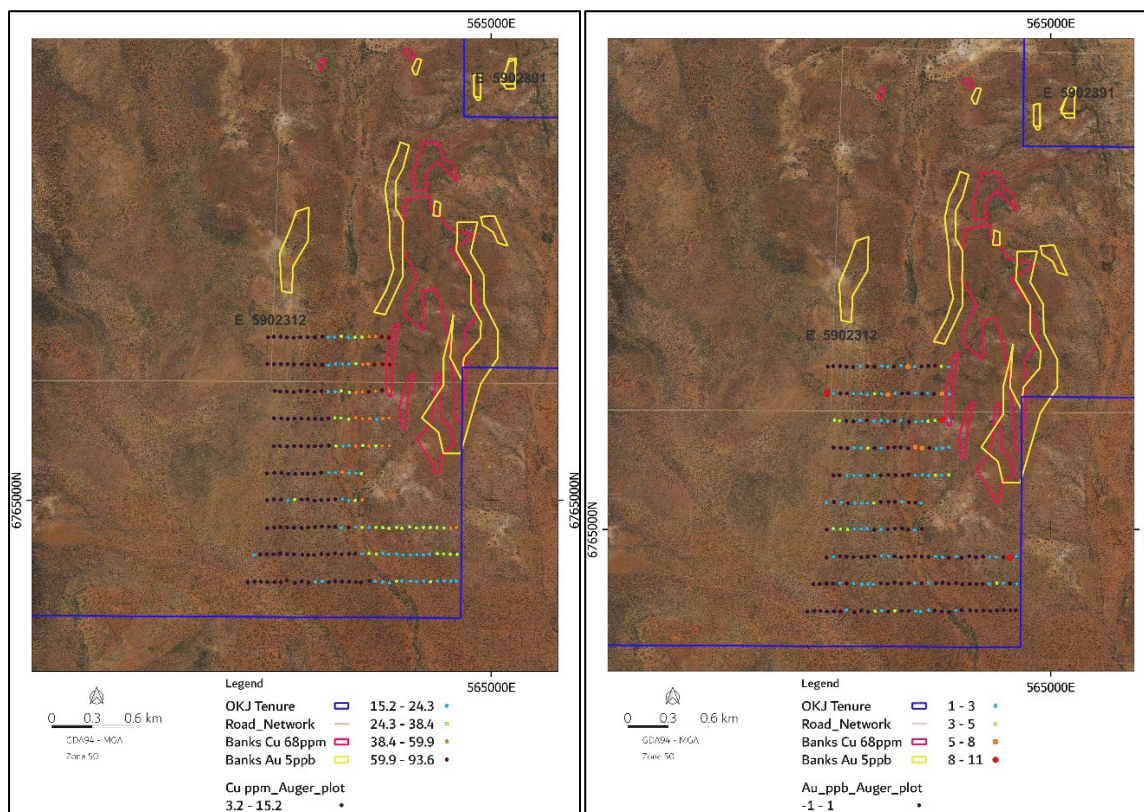 565000E
E 5902391
E 5902312
6765000N
6765000N
565000E
0 0.3 0.6 km
GDA94 - MGA
Zone 50
Legend
OKJ Tenure
Road_Network
Banks Cu 68ppm
Banks Au 5ppb
Cu ppm_Auger_plot
3.2 - 15.2
15.2 - 24.3
24.3 - 38.4
38.4 - 59.9
59.9 - 93.6
565000E
E 5902391
E 5902312
6765000N
6765000N
565000E
0 0.3 0.6 km
GDA94 - MGA
Zone 50
Legend
OKJ Tenure
Road_Network
Banks Cu 68ppm
Banks Au 5ppb
Au_ppb_Auger_plot
-1 - 1
1 - 3
3 - 5
5 - 8
8 - 11